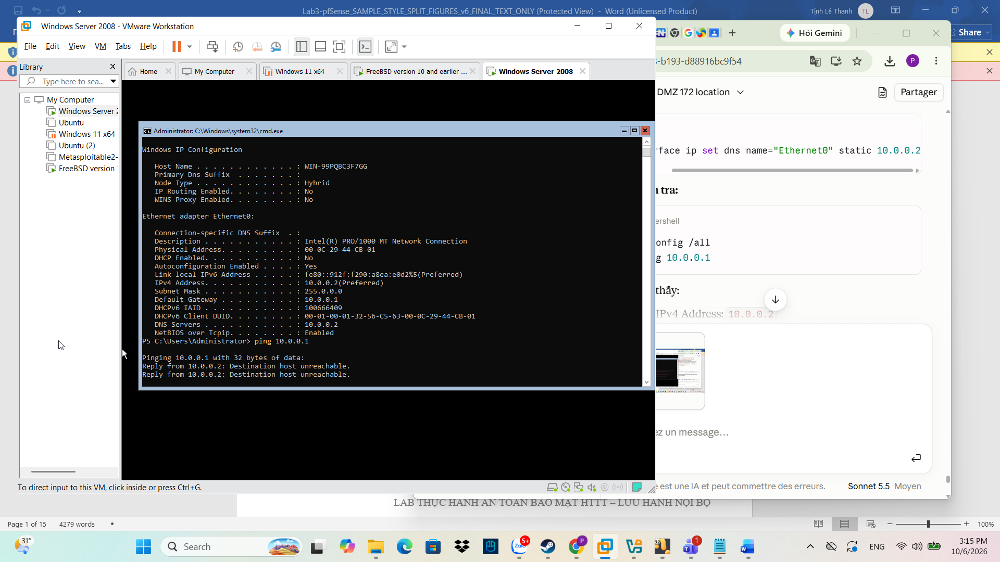 Lab3-pfSense_SAMPLE_STYLE_SPLIT_FIGURES_v6_FINAL_TEXT_ONLY (Protected View) - Word (Unlicensed Product)
Tịnh Lê Thanh
TL
Share
Windows Server 2008 - VMware Workstation
File Edit View VM Tabs Help
Library
Type here to sea...
My Computer
Windows Server 2
Ubuntu
Windows 11 x64
Ubuntu (2)
Metasploitable2-
FreeBSD version
Home
My Computer
Windows 11 x64
FreeBSD version 10 and earlier ...
Windows Server 2008
Administrator: C:\Windows\system32\cmd.exe
Windows IP Configuration
Host Name . . . . . . . . . . . . : WIN-99PQBC3F7GG
Primary Dns Suffix  . . . . . . . :
Node Type . . . . . . . . . . . . : Hybrid
IP Routing Enabled. . . . . . . . : No
WINS Proxy Enabled. . . . . . . . : No
Ethernet adapter Ethernet0:
Connection-specific DNS Suffix  . :
Description . . . . . . . . . . . : Intel(R) PRO/1000 MT Network Connection
Physical Address. . . . . . . . . : 00-0C-29-44-CB-01
DHCP Enabled. . . . . . . . . . . : No
Autoconfiguration Enabled . . . . : Yes
Link-local IPv6 Address . . . . . : fe80::912f:f290:a8ea:e0d2%5(Preferred)
IPv4 Address. . . . . . . . . . . : 10.0.0.2(Preferred)
Subnet Mask . . . . . . . . . . . : 255.0.0.0
Default Gateway . . . . . . . . . : 10.0.0.1
DHCPv6 IAID . . . . . . . . . . . : 100666409
DHCPv6 Client DUID. . . . . . . . : 00-01-00-01-32-56-C5-63-00-0C-29-44-CB-01
DNS Servers . . . . . . . . . . . : 10.0.0.2
NetBIOS over Tcpip. . . . . . . . : Enabled
PS C:\Users\Administrator> ping 10.0.0.1
Pinging 10.0.0.1 with 32 bytes of data:
Reply from 10.0.0.2: Destination host unreachable.
Reply from 10.0.0.2: Destination host unreachable.
To direct input to this VM, click inside or press Ctrl+G.
Hỏi Gemini
-b193-d88916bc9f54
P
DMZ 172 location
Partager
rface ip set dns name="Ethernet0" static 10.0.0.2
tra:
ershell
onfig /all
g 10.0.0.1
thấy:
IPv4 Address: 10.0.0.2
ez un message...
est une IA et peut commettre des erreurs.
Sonnet 5.5 Moyen
LAB THỰC HÀNH AN TOÀN BẢO MẬT HTTT – LƯU HÀNH NỘI BỘ
Page 1 of 15
4279 words
100%
31°
Search
5+
Zalo
P
32
1
ENG
3:15 PM
10/6/2026